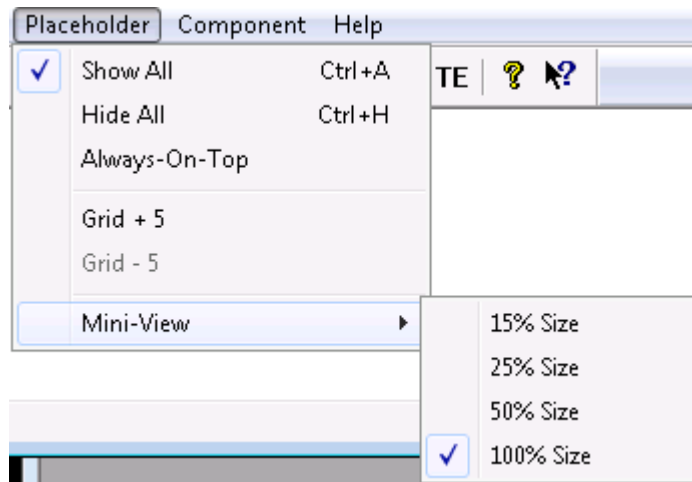 Placeholder Component Help
Show All Ctrl+A
TE
Hide All Ctrl+H
Always-On-Top
Grid + 5
Grid - 5
Mini-View
15% Size
25% Size
50% Size
100% Size